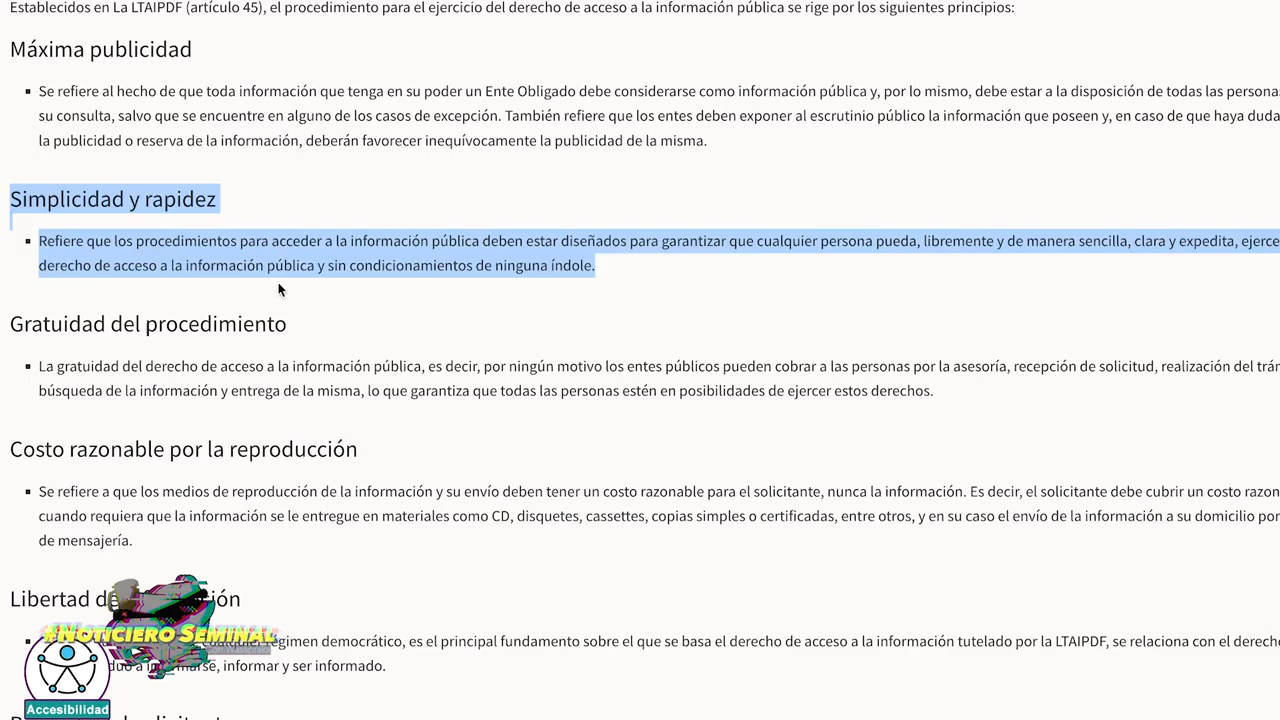 Establecidos en La LTAIPDF (artículo 45), el procedimiento para el ejercicio del derecho de acceso a la información pública se rige por los siguientes principios:
Máxima publicidad
Se refiere al hecho de que toda información que tenga en su poder un Ente Obligado debe considerarse como información pública y, por lo mismo, debe estar a la disposición de todas las persona
su consulta, salvo que se encuentre en alguno de los casos de excepción. También refiere que los entes deben exponer al escrutinio público la información que poseen y, en caso de que haya duda
la publicidad o reserva de la información, deberán favorecer inequívocamente la publicidad de la misma.
Simplicidad y rapidez
Refiere que los procedimientos para acceder a la información pública deben estar diseñados para garantizar que cualquier persona pueda, libremente y de manera sencilla, clara y expedita, ejerce
derecho de acceso a la información pública y sin condicionamientos de ninguna índole.
Gratuidad del procedimiento
La gratuidad del derecho de acceso a la información pública, es decir, por ningún motivo los entes públicos pueden cobrar a las personas por la asesoría, recepción de solicitud, realización del trám
búsqueda de la información y entrega de la misma, lo que garantiza que todas las personas estén en posibilidades de ejercer estos derechos.
Costo razonable por la reproducción
Se refiere a que los medios de reproducción de la información y su envío deben tener un costo razonable para el solicitante, nunca la información. Es decir, el solicitante debe cubrir un costo razon
cuando requiera que la información se le entregue en materiales como CD, disquetes, cassettes, copias simples o certificadas, entre otros, y en su caso el envío de la información a su domicilio por
de mensajería.
Libertad de
#NOTICIERO SEMINAL
régimen democrático, es el principal fundamento sobre el que se basa el derecho de acceso a la información tutelado por la LTAIPDF, se relaciona con el derecho
informar y ser informado.
Accesibilidad